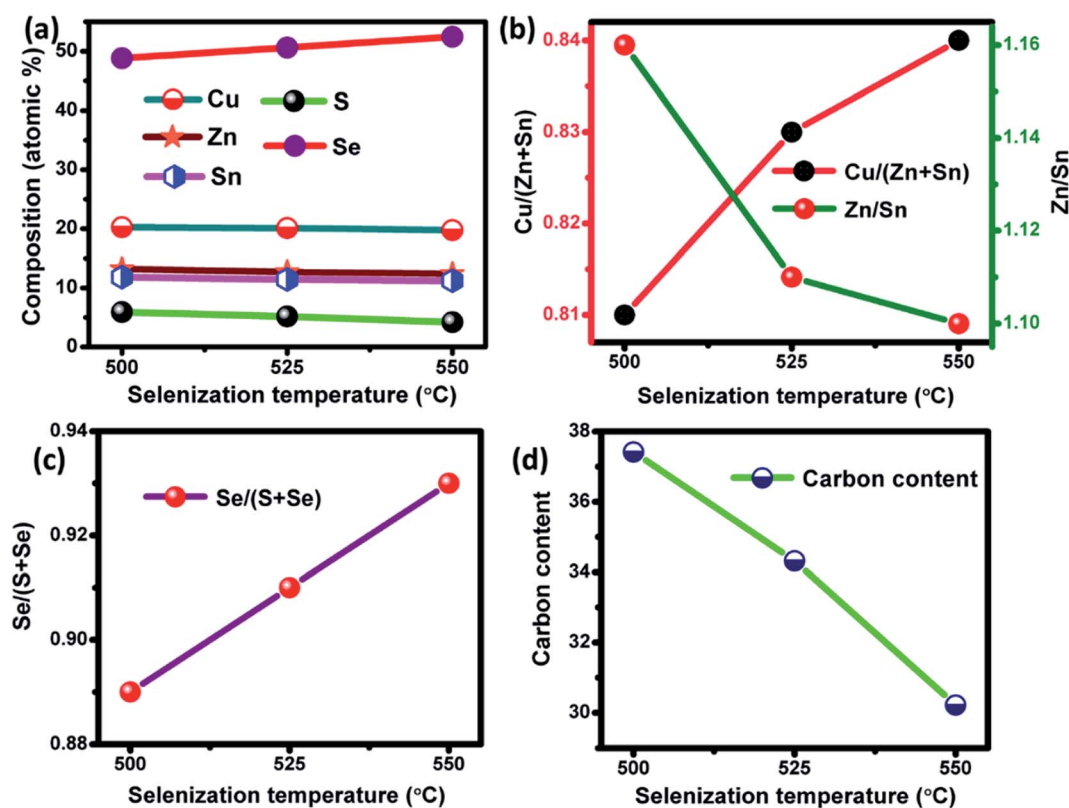 (a)
Composition (atomic %)
50
40
30
20
10
0
Cu
Zn
Sn
S
Se
500
525
550
Selenization temperature (°C)
(b)
Cu/(Zn+Sn)
0.84
0.83
0.82
0.81
Cu/(Zn+Sn)
Zn/Sn
1.16
1.14
1.12
1.10
Zn/Sn
500
525
550
Selenization temperature (°C)
(c)
Se/(S+Se)
0.94
0.92
0.90
0.88
Se/(S+Se)
500
525
550
Selenization temperature (°C)
(d)
Carbon content
38
36
34
32
30
Carbon content
500
525
550
Selenization temperature (°C)